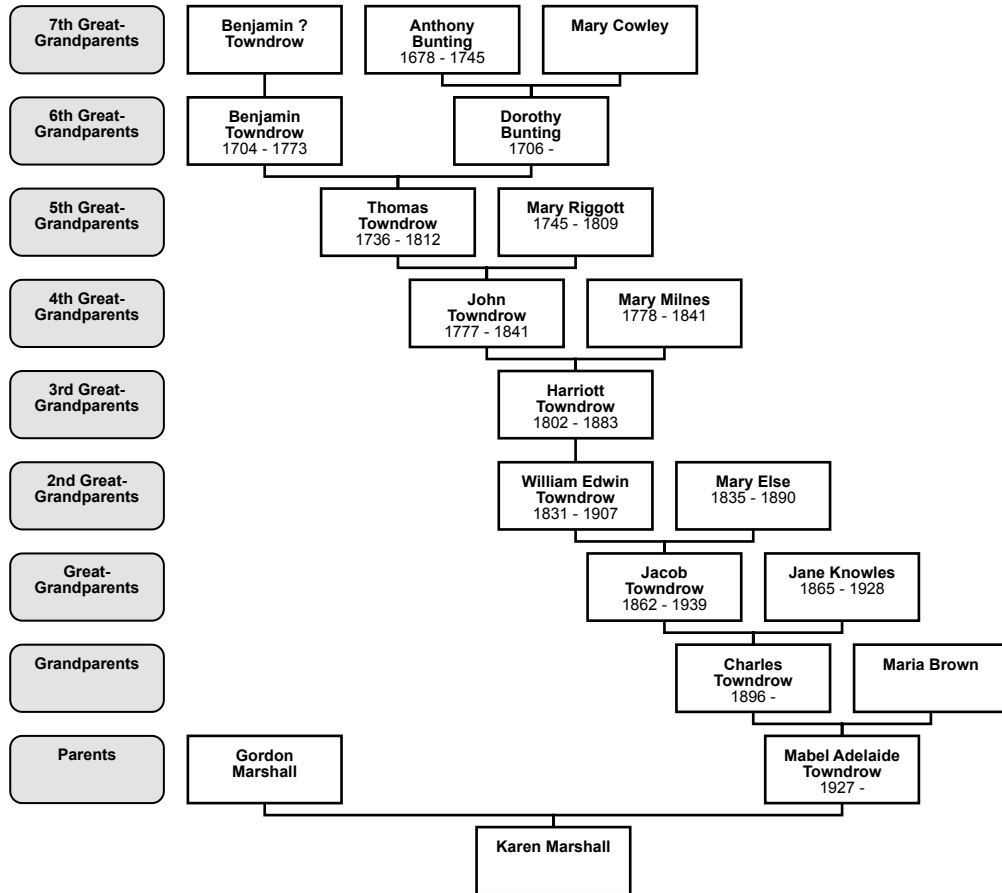 7th Great-
Grandparents
Benjamin ?
Towndrow
Anthony
Bunting
1678 - 1745
Mary Cowley
6th Great-
Grandparents
Benjamin
Towndrow
1704 - 1773
Dorothy
Bunting
1706 -
5th Great-
Grandparents
Thomas
Towndrow
1736 - 1812
Mary Riggott
1745 - 1809
4th Great-
Grandparents
John
Towndrow
1777 - 1841
Mary Milnes
1778 - 1841
3rd Great-
Grandparents
Harriott
Towndrow
1802 - 1883
2nd Great-
Grandparents
William Edwin
Towndrow
1831 - 1907
Mary Else
1835 - 1890
Great-
Grandparents
Jacob
Towndrow
1862 - 1939
Jane Knowles
1865 - 1928
Grandparents
Charles
Towndrow
1896 -
Maria Brown
Parents
Gordon
Marshall
Mabel Adelaide
Towndrow
1927 -
Karen Marshall